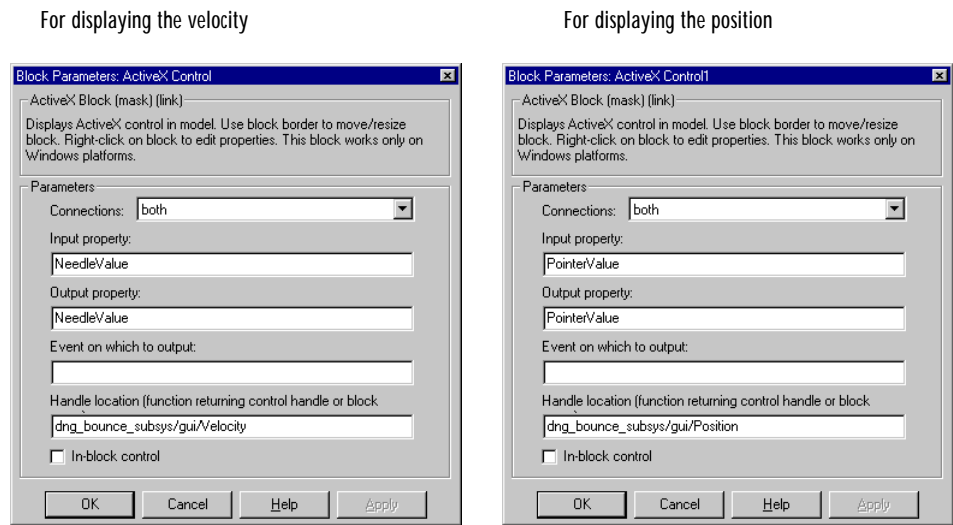 For displaying the velocity
For displaying the position
Block Parameters: ActiveX Control
ActiveX Block (mask) (link)
Displays ActiveX control in model. Use block border to move/resize
block. Right-click on block to edit properties. This block works only on
Windows platforms.
Parameters
Connections: both
Input property:
NeedleValue
Output property:
NeedleValue
Event on which to output:
Handle location (function returning control handle or block
dng_bounce_subsys/gui/Velocity
In-block control
OK Cancel Help Apply
Block Parameters: ActiveX Control1
ActiveX Block (mask) (link)
Displays ActiveX control in model. Use block border to move/resize
block. Right-click on block to edit properties. This block works only on
Windows platforms.
Parameters
Connections: both
Input property:
PointerValue
Output property:
PointerValue
Event on which to output:
Handle location (function returning control handle or block
dng_bounce_subsys/gui/Position
In-block control
OK Cancel Help Apply